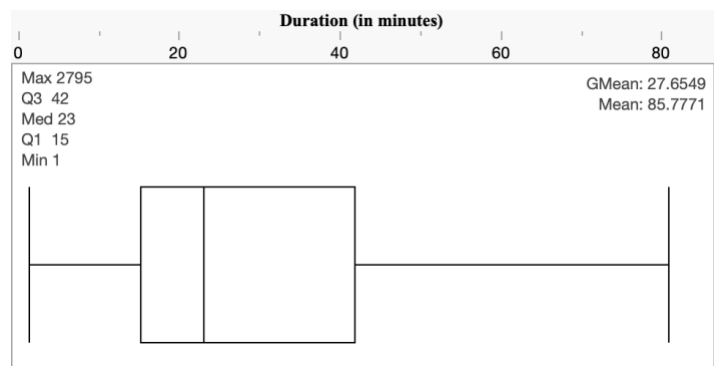 Duration (in minutes)
0 20 40 60 80
Max 2795
Q3 42
Med 23
Q1 15
Min 1
GMean: 27.6549
Mean: 85.7771